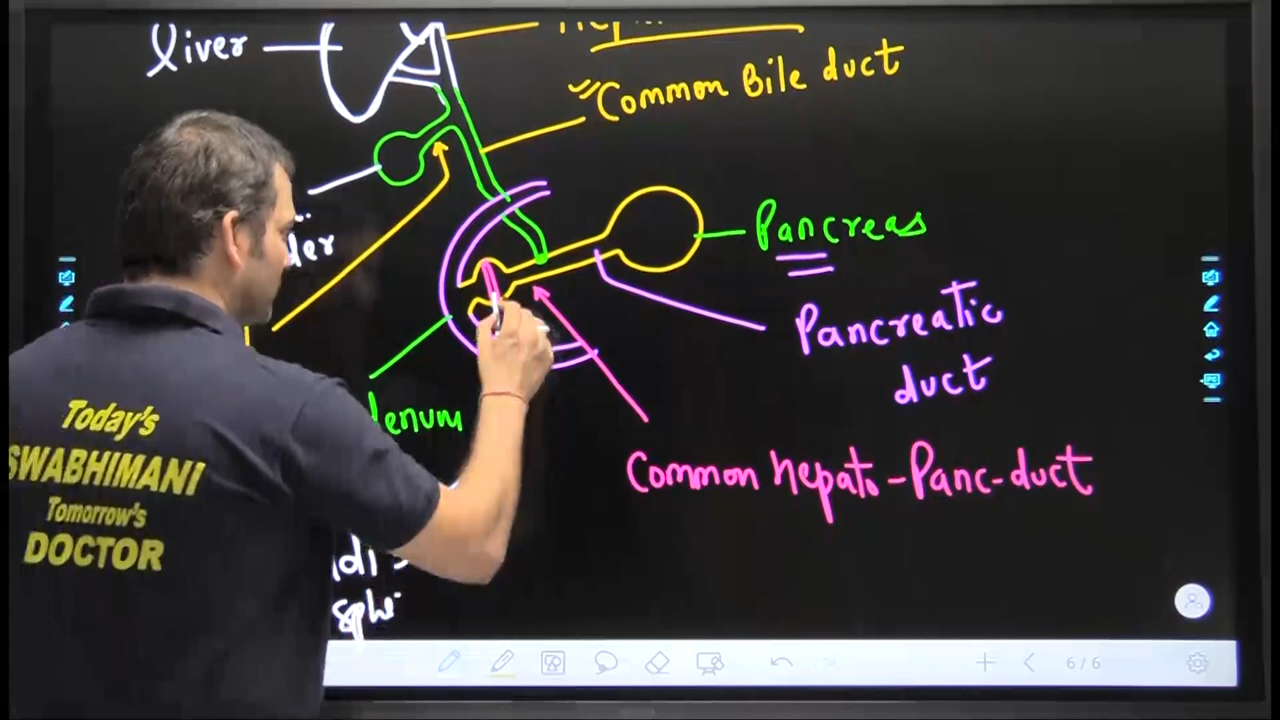 liver
Common Bile duct
Pancreas
Pancreatic
duct
Common hepato-Panc-duct
Today's
SWABHIMANI
Tomorrow's
DOCTOR
6/6